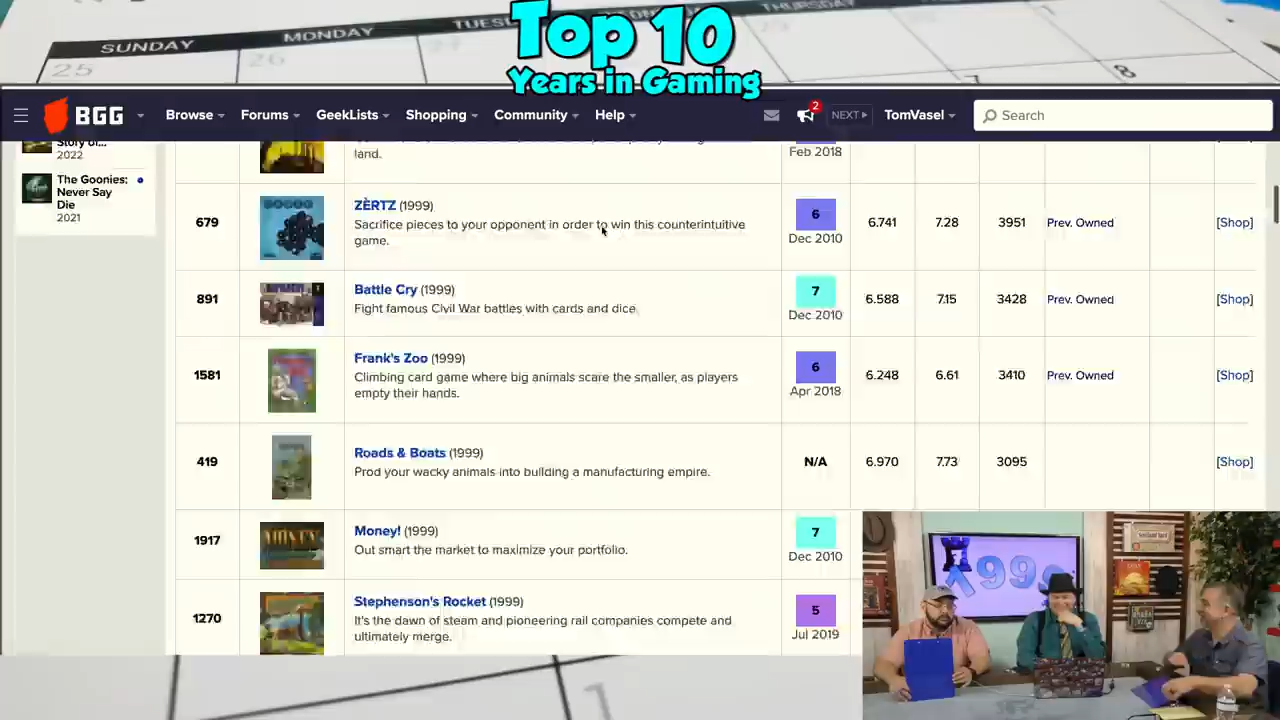 Top 10
Years in Gaming
SUNDAY
MONDAY
THURSDAY
25
26
7
8
BGG
Browse
Forums
GeekLists
Shopping
Community
Help
2
NEXT
TomVasel
Search
Story of...
2022
The Goonies:
Never Say
Die
2021
land.
Feb 2018
679
ZÈRTZ (1999)
Sacrifice pieces to your opponent in order to win this counterintuitive
game.
6
Dec 2010
6.741
7.28
3951
Prev. Owned
[Shop]
891
Battle Cry (1999)
Fight famous Civil War battles with cards and dice.
7
Dec 2010
6.588
7.15
3428
Prev. Owned
[Shop]
1581
Frank's Zoo (1999)
Climbing card game where big animals scare the smaller, as players
empty their hands.
6
Apr 2018
6.248
6.61
3410
Prev. Owned
[Shop]
419
Roads & Boats (1999)
Prod your wacky animals into building a manufacturing empire.
N/A
6.970
7.73
3095
[Shop]
1917
Money! (1999)
Out smart the market to maximize your portfolio.
7
Dec 2010
1270
Stephenson's Rocket (1999)
It's the dawn of steam and pioneering rail companies compete and
ultimately merge.
5
Jul 2019
1999
1